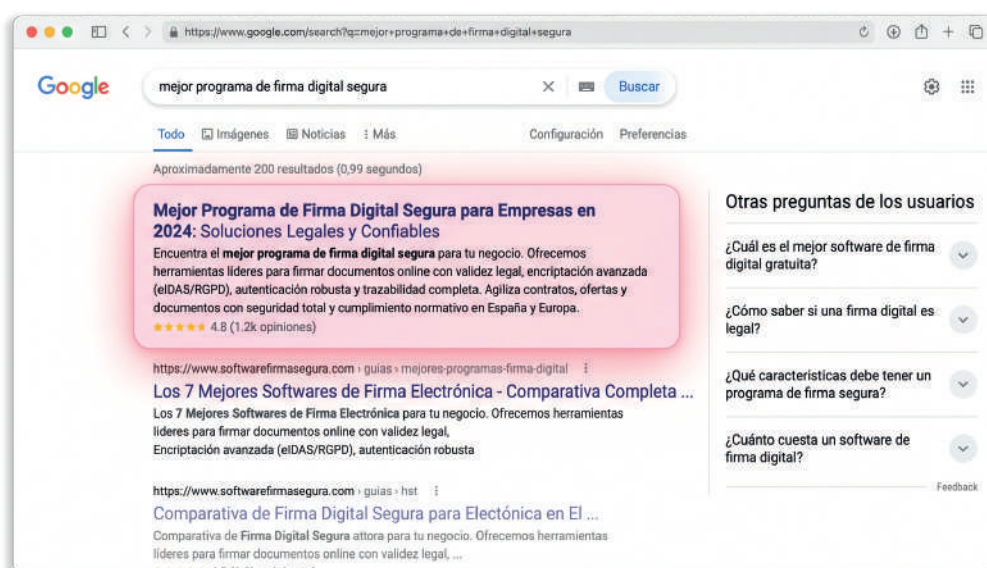 https://www.google.com/search?q=mejor+programa+de+firma+digital+segura
Google
mejor programa de firma digital segura
Buscar
Todo
Imágenes
Noticias
Más
Configuración
Preferencias
Aproximadamente 200 resultados (0,99 segundos)
Mejor Programa de Firma Digital Segura para Empresas en
2024: Soluciones Legales y Confiables
Encuentra el mejor programa de firma digital segura para tu negocio. Ofrecemos
herramientas líderes para firmar documentos online con validez legal, encriptación avanzada
(eIDAS/RGPD), autenticación robusta y trazabilidad completa. Agiliza contratos, ofertas y
documentos con seguridad total y cumplimiento normativo en España y Europa.
4.8 (1.2k opiniones)
https://www.softwarefirmasegura.com › guias › mejores-programas-firma-digital
Los 7 Mejores Softwares de Firma Electrónica - Comparativa Completa ...
Los 7 Mejores Softwares de Firma Electrónica para tu negocio. Ofrecemos herramientas
lideres para firmar documentos online con validez legal,
Encriptación avanzada (eIDAS/RGPD), autenticación robusta
https://www.softwarefirmasegura.com › guias › hst
Comparativa de Firma Digital Segura para Electónica en El ...
Comparativa de Firma Digital Segura attora para tu negocio. Ofrecemos herramientas
líderes para firmar documentos online con validez legal, ...
Otras preguntas de los usuarios
¿Cuál es el mejor software de firma
digital gratuita?
¿Cómo saber si una firma digital es
legal?
¿Qué características debe tener un
programa de firma segura?
¿Cuánto cuesta un software de
firma digital?
Feedback